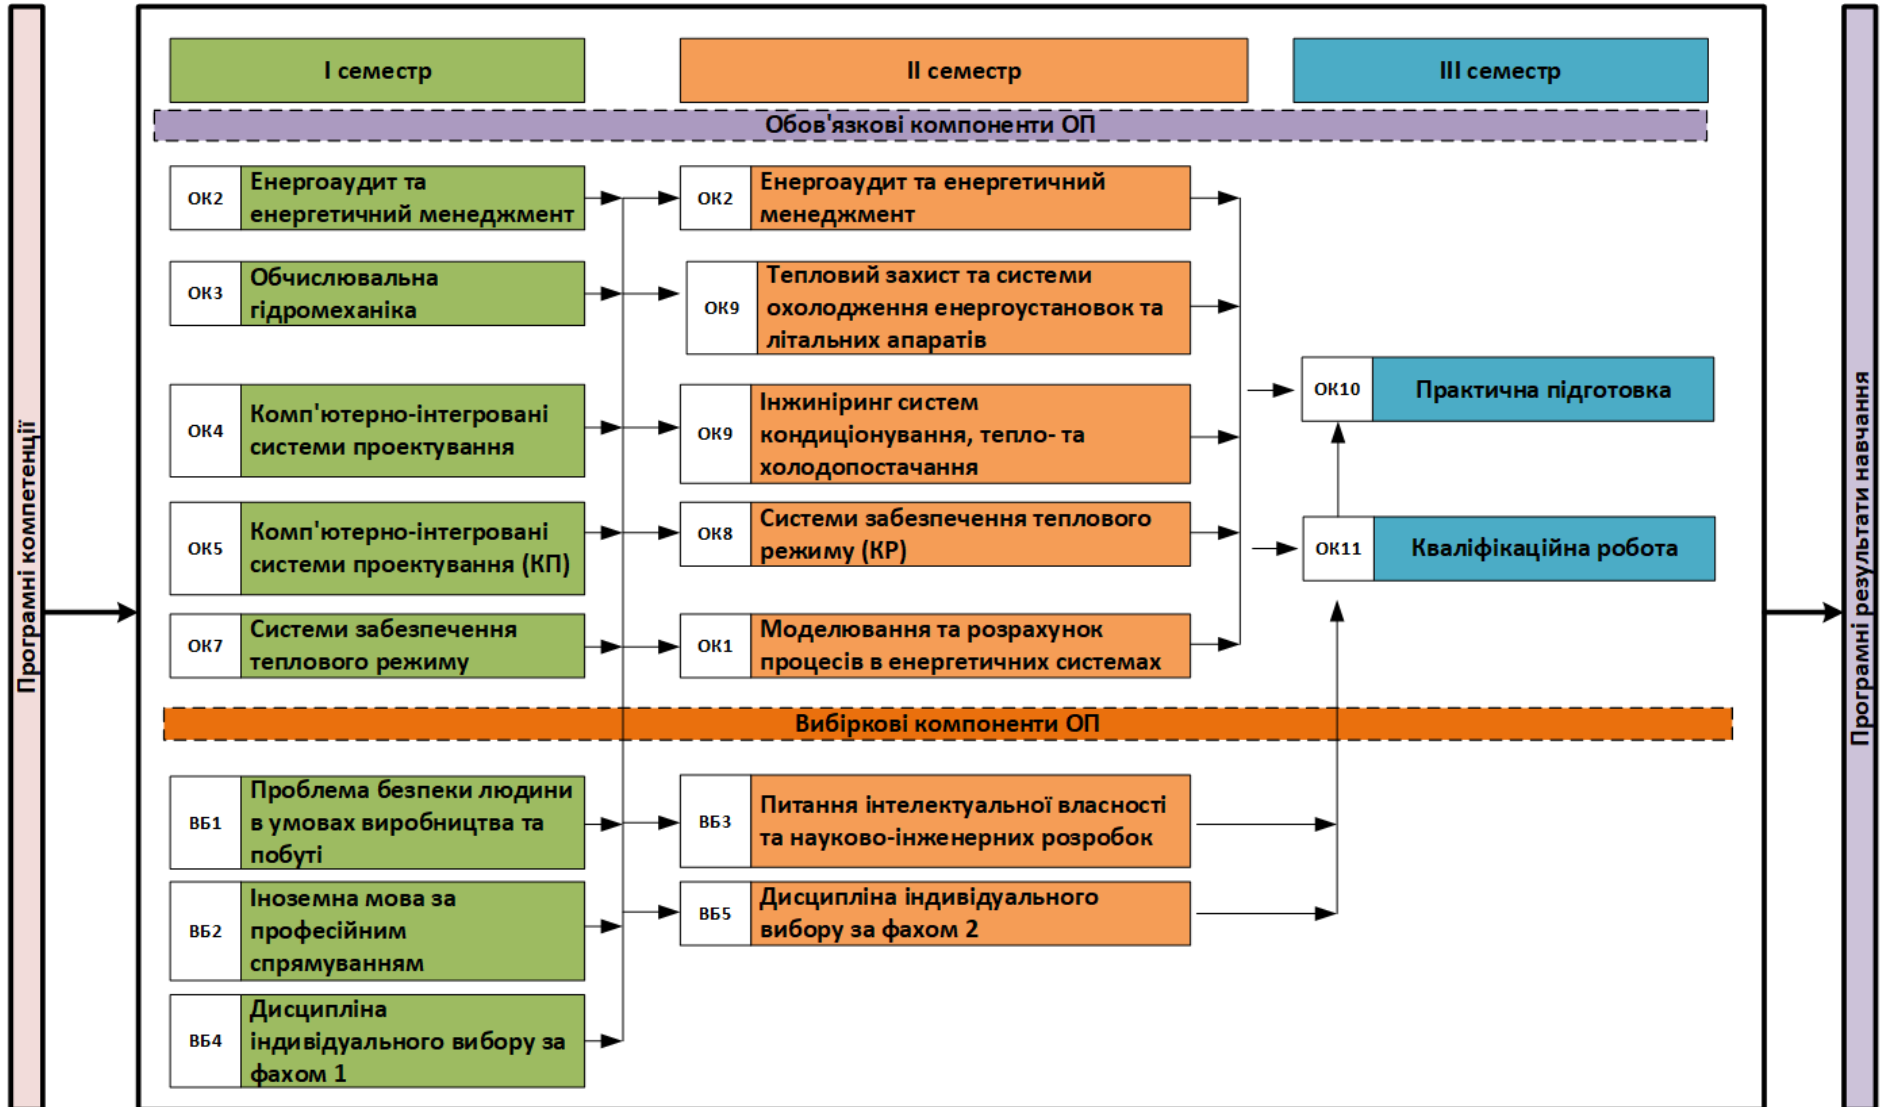 Програмні компетенції
I семестр
II семестр
III семестр
Обов'язкові компоненти ОП
ОК2
Енергоаудит та
енергетичний менеджмент
ОК2
Енергоаудит та енергетичний
менеджмент
ОК3
Обчислювальна
гідромеханіка
ОК9
Тепловий захист та системи
охолодження енергоустановок та
літальних апаратів
ОК4
Комп'ютерно-інтегровані
системи проектування
ОК9
Інжиніринг систем
кондиціонування, тепло- та
холодопостачання
ОК10
Практична підготовка
ОК5
Комп'ютерно-інтегровані
системи проектування (КП)
ОК8
Системи забезпечення теплового
режиму (КР)
ОК11
Кваліфікаційна робота
ОК7
Системи забезпечення
теплового режиму
ОК1
Моделювання та розрахунок
процесів в енергетичних системах
Вибіркові компоненти ОП
ВБ1
Проблема безпеки людини
в умовах виробництва та
побуті
ВБ3
Питання інтелектуальної власності
та науково-інженерних розробок
ВБ2
Іноземна мова за
професійним
спрямуванням
ВБ5
Дисципліна індивідуального
вибору за фахом 2
ВБ4
Дисципліна
індивідуального вибору за
фахом 1
Програмні результати навчання